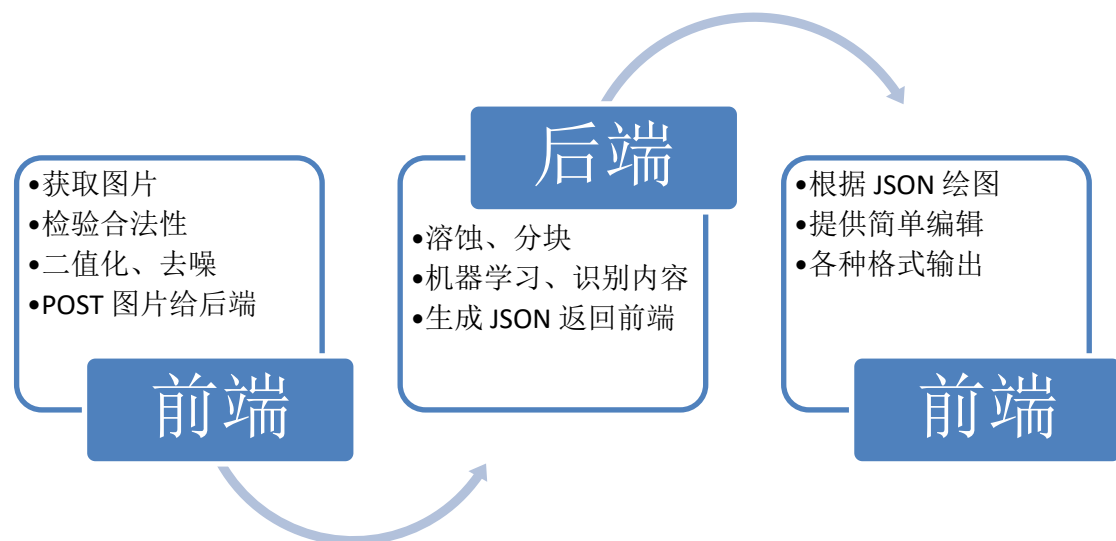 •获取图片
•检验合法性
•二值化、去噪
•POST 图片给后端
前端
后端
•溶蚀、分块
•机器学习、识别内容
•生成 JSON 返回前端
•根据 JSON 绘图
•提供简单编辑
•各种格式输出
前端